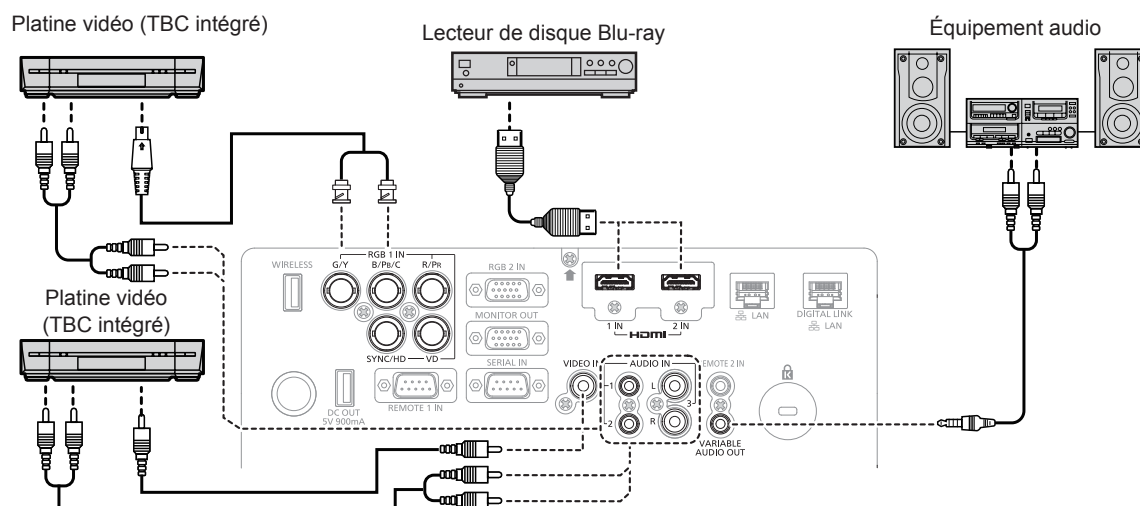 Platine vidéo (TBC intégré)
Lecteur de disque Blu-ray
Équipement audio
WIRELESS
RGB 1 IN
G/Y
B/PB/C
R/PR
RGB 2 IN
MONITOR OUT
SYNC/HD
VD
SERIAL IN
DC OUT
5V 900mA
REMOTE 1 IN
1 IN
2 IN
HDMI
LAN
DIGITAL LINK
LAN
VIDEO IN
AUDIO IN
1
2
L
R
3
EMOTE 2 IN
VARIABLE
AUDIO OUT
K
Platine vidéo
(TBC intégré)